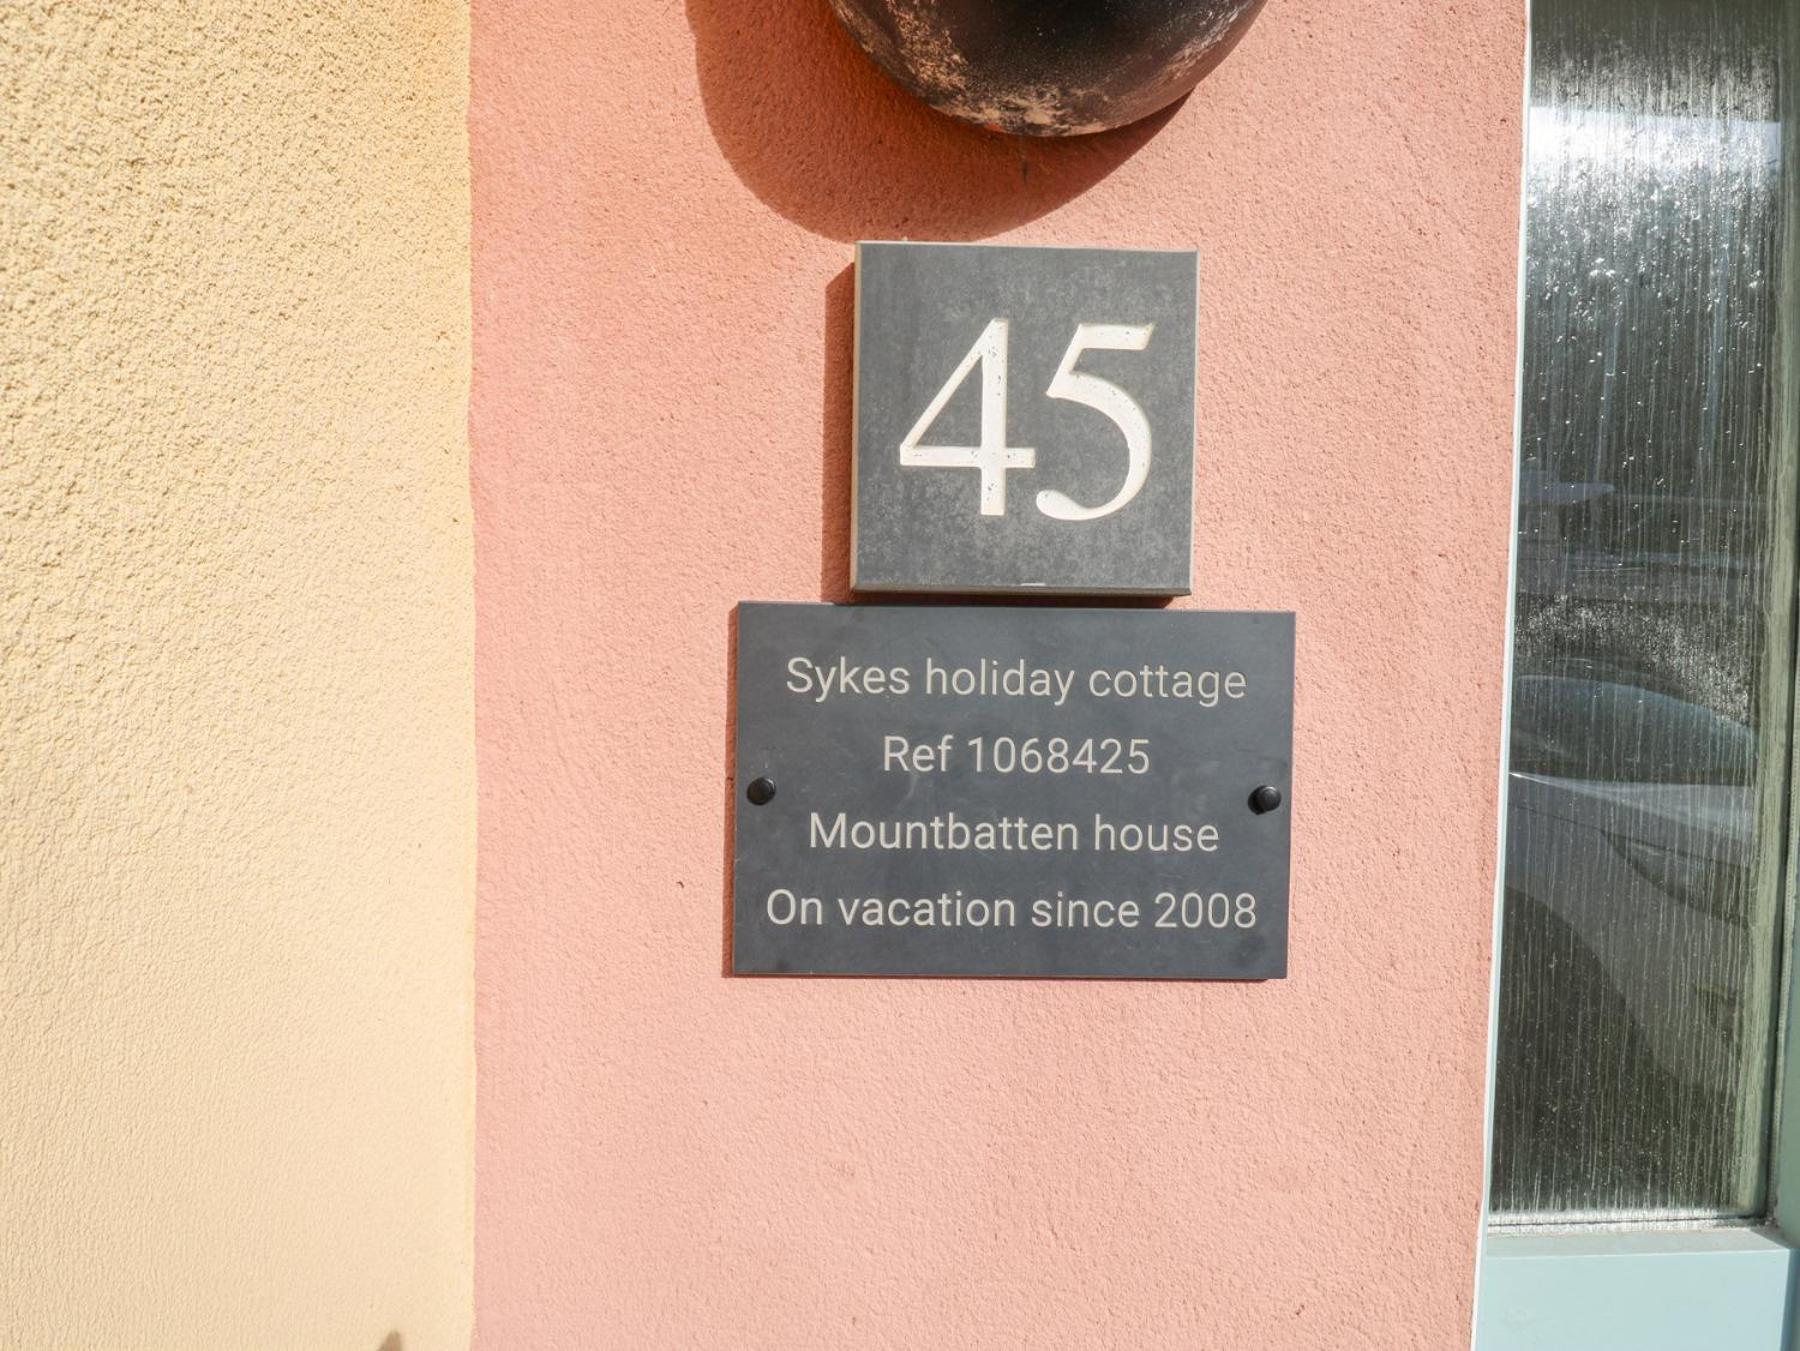 45
Sykes holiday cottage
Ref 1068425
Mountbatten house
On vacation since 2008